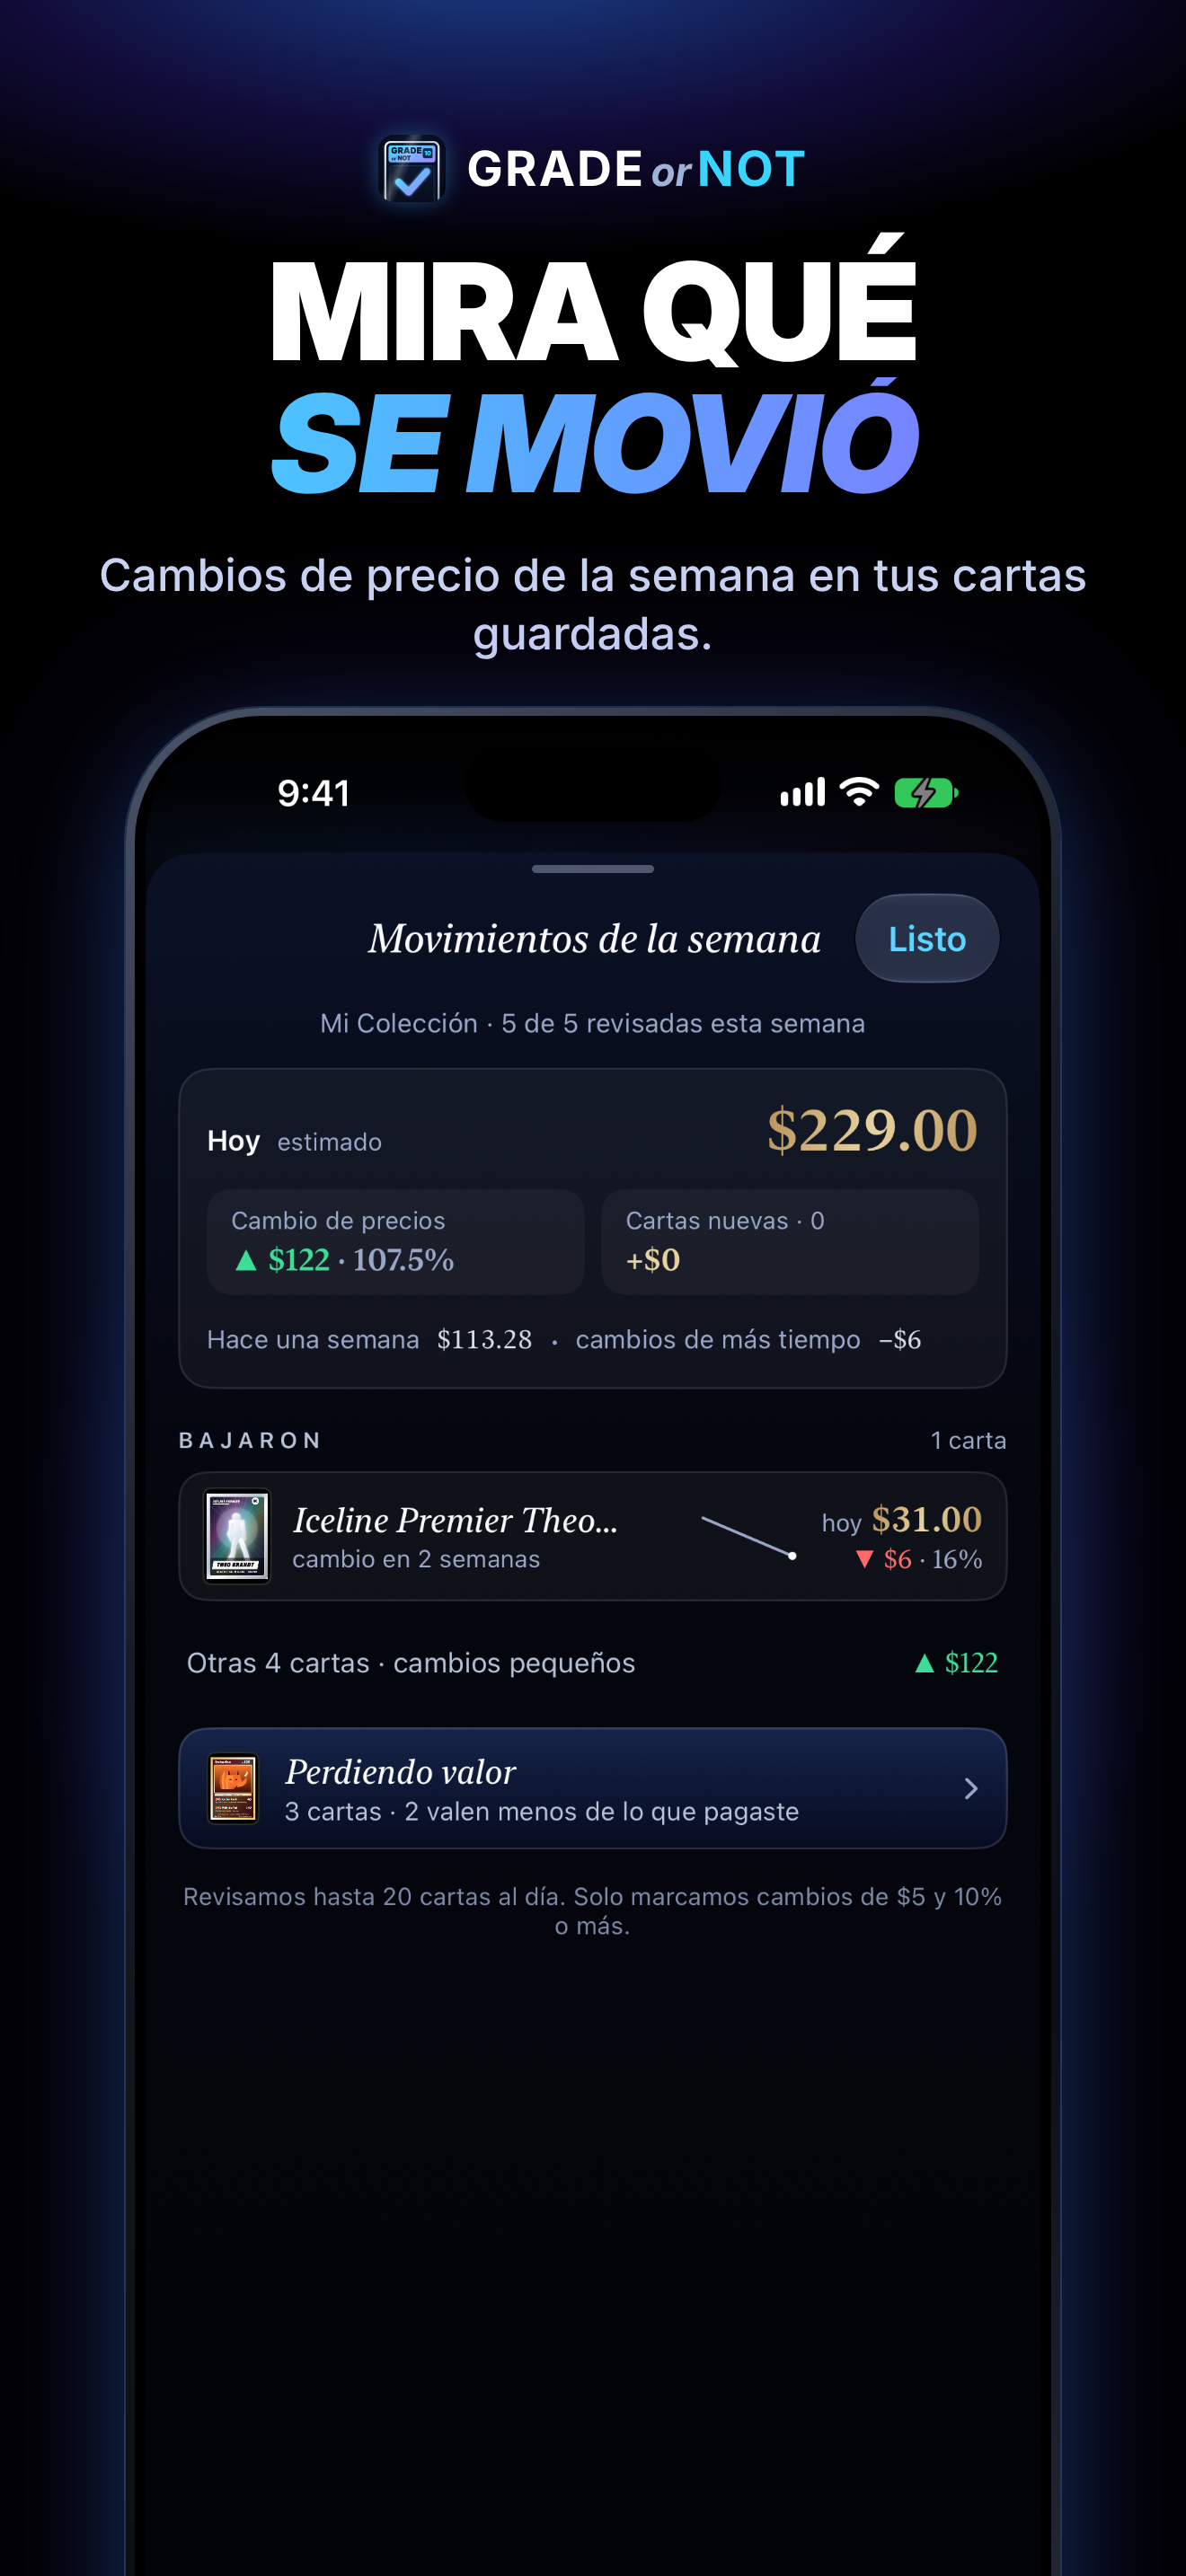 GRADE or NOT
MIRA QUÉ
SE MOVIÓ
Cambios de precio de la semana en tus cartas
guardadas.
9:41
Movimientos de la semana
Listo
Mi Colección · 5 de 5 revisadas esta semana
Hoy estimado $229.00
Cambio de precios
▲ $122 · 107.5%
Cartas nuevas · 0
+$0
Hace una semana $113.28 · cambios de más tiempo −$6
BAJARON 1 carta
Iceline Premier Theo...
cambio en 2 semanas
hoy $31.00
▼ $6 · 16%
THEO BRANDT
Otras 4 cartas · cambios pequeños ▲ $122
Perdiendo valor
3 cartas · 2 valen menos de lo que pagaste
Revisamos hasta 20 cartas al día. Solo marcamos cambios de $5 y 10%
o más.